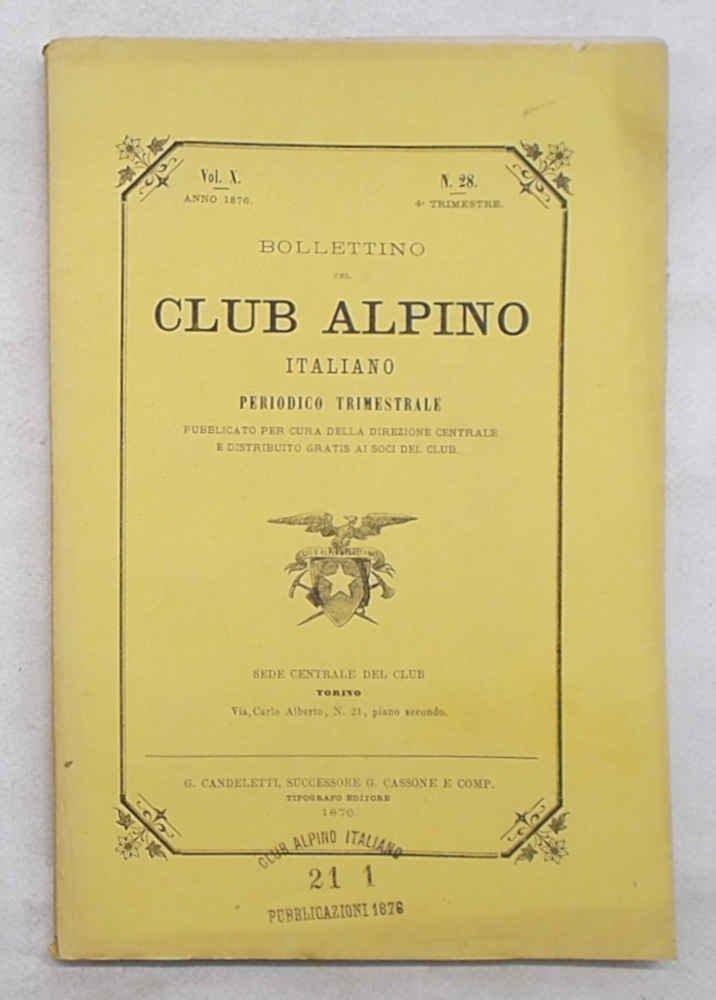 Vol. X.
ANNO 1876.
N. 28.
4º TRIMESTRE.
BOLLETTINO
DEL
CLUB ALPINO
ITALIANO
PERIODICO TRIMESTRALE
PUBBLICATO PER CURA DELLA DIREZIONE CENTRALE
E DISTRIBUITO GRATIS AI SOCI DEL CLUB.
SEDE CENTRALE DEL CLUB
TORINO
Via, Carlo Alberto, N. 21, piano secondo.
G. CANDELETTI, SUCCESSORE G. CASSONE E COMP.
TIPOGRAFO EDITORE
1876
CLUB ALPINO ITALIANO
21 1
PUBBLICAZIONI 1876